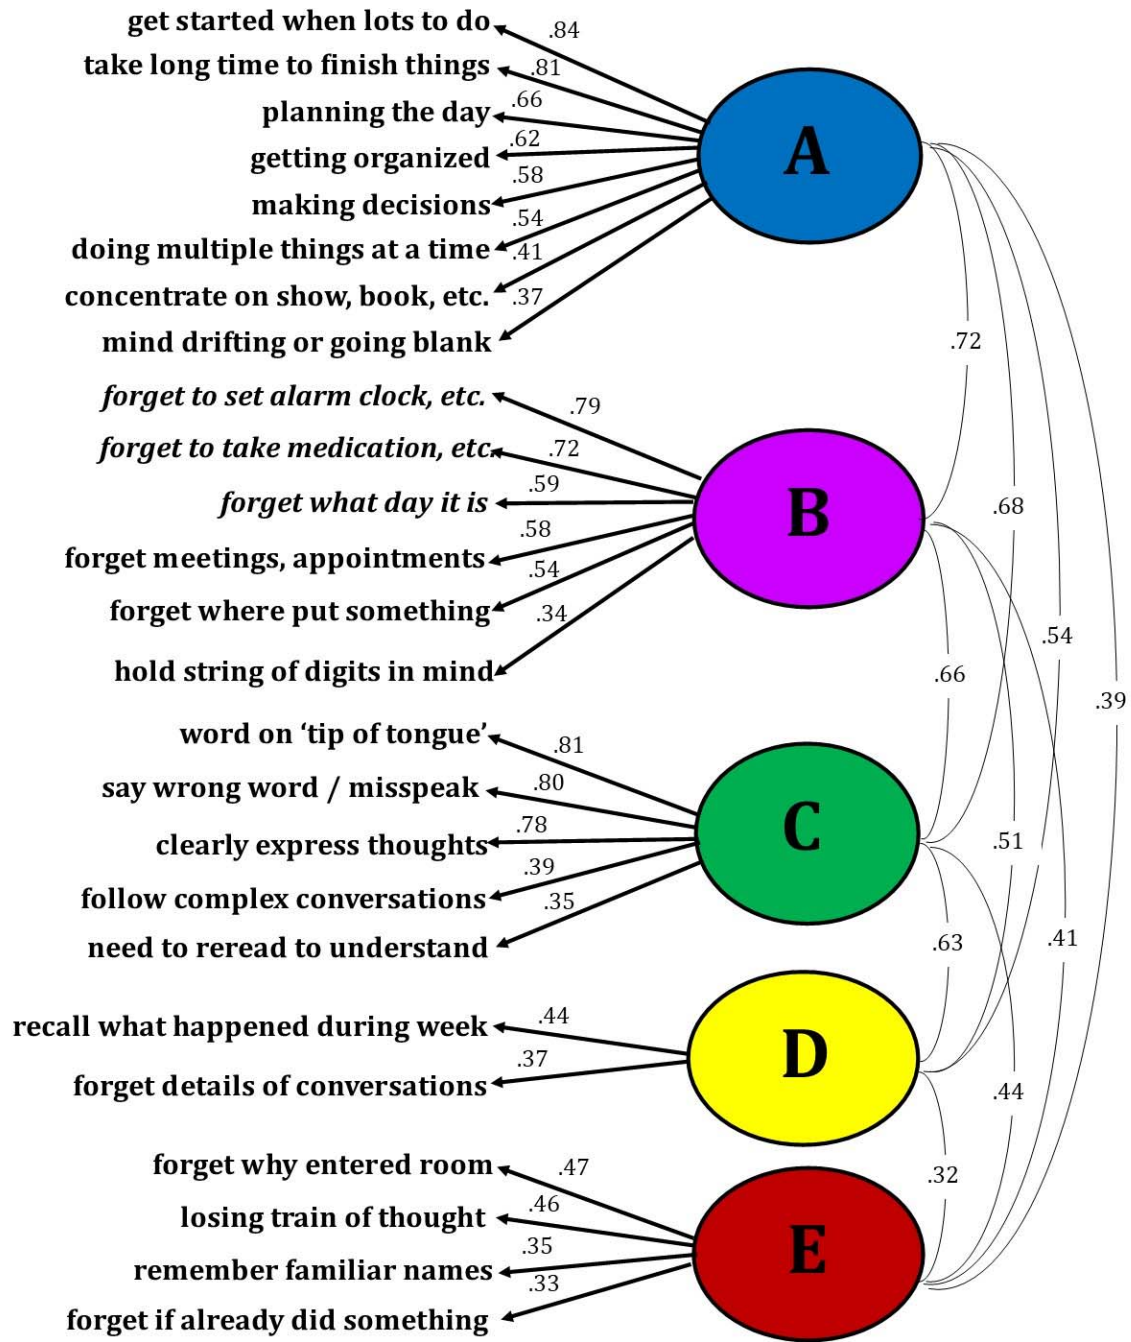 get started when lots to do
.84
take long time to finish things
.81
planning the day
.66
getting organized
.62
making decisions
.58
doing multiple things at a time
.54
concentrate on show, book, etc.
.41
mind drifting or going blank
.37
A
forget to set alarm clock, etc.
.79
forget to take medication, etc.
.72
forget what day it is
.59
forget meetings, appointments
.58
forget where put something
.54
hold string of digits in mind
.34
B
word on ‘tip of tongue’
.81
say wrong word / misspeak
.80
clearly express thoughts
.78
follow complex conversations
.39
need to reread to understand
.35
C
recall what happened during week
.44
forget details of conversations
.37
D
forget why entered room
.47
losing train of thought
.46
remember familiar names
.35
forget if already did something
.33
E
.72
.68
.54
.39
.66
.51
.41
.63
.44
.32